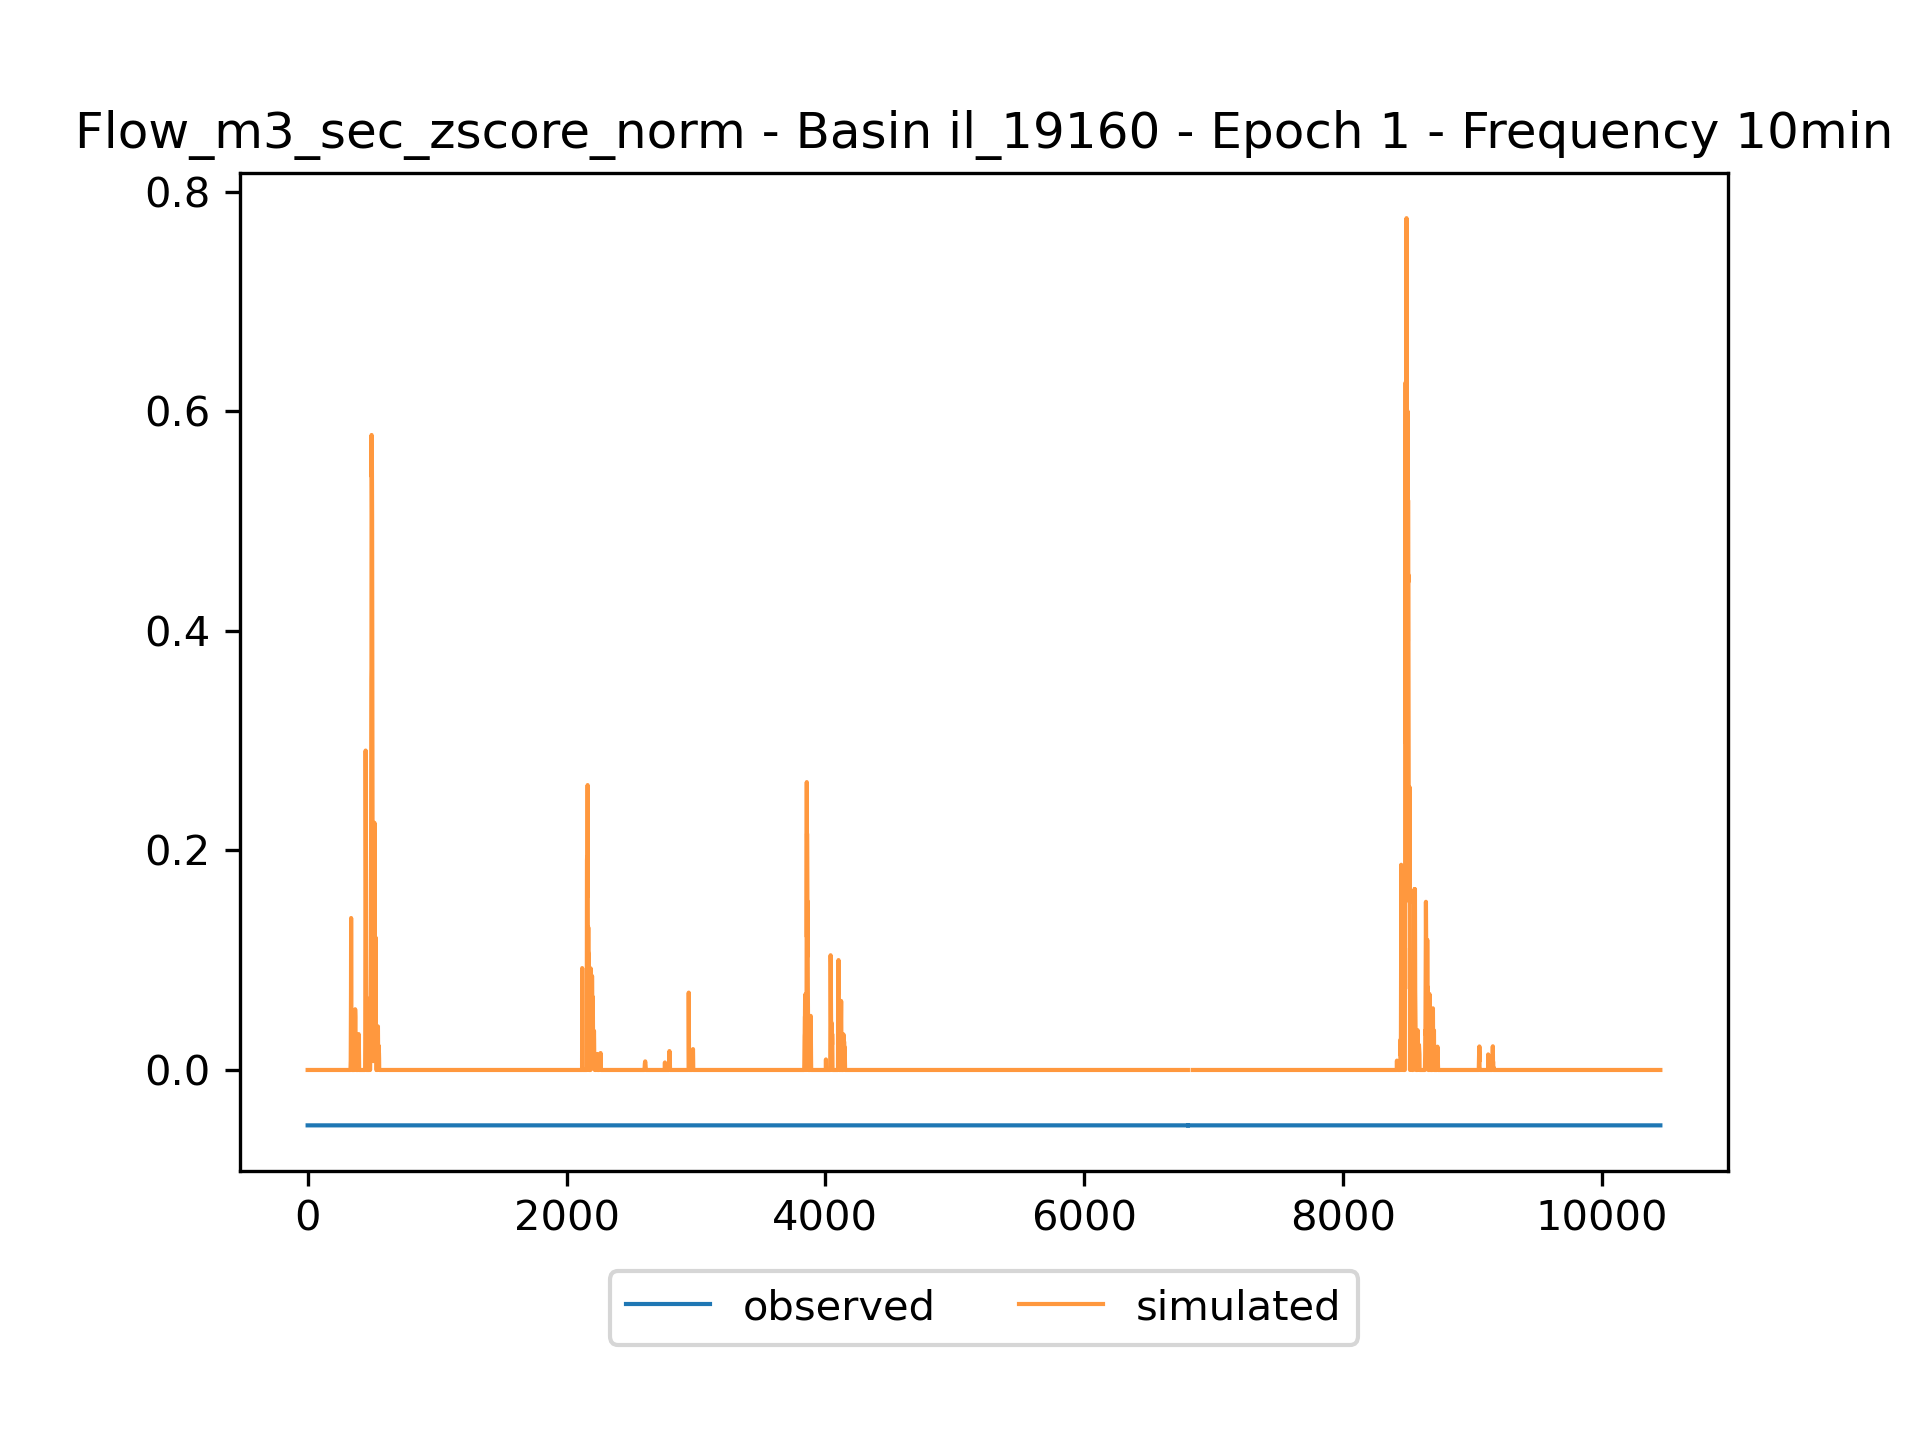 Flow_m3_sec_zscore_norm - Basin il_19160 - Epoch 1 - Frequency 10min
0.8
0.6
0.4
0.2
0.0
0 2000 4000 6000 8000 10000
observed simulated